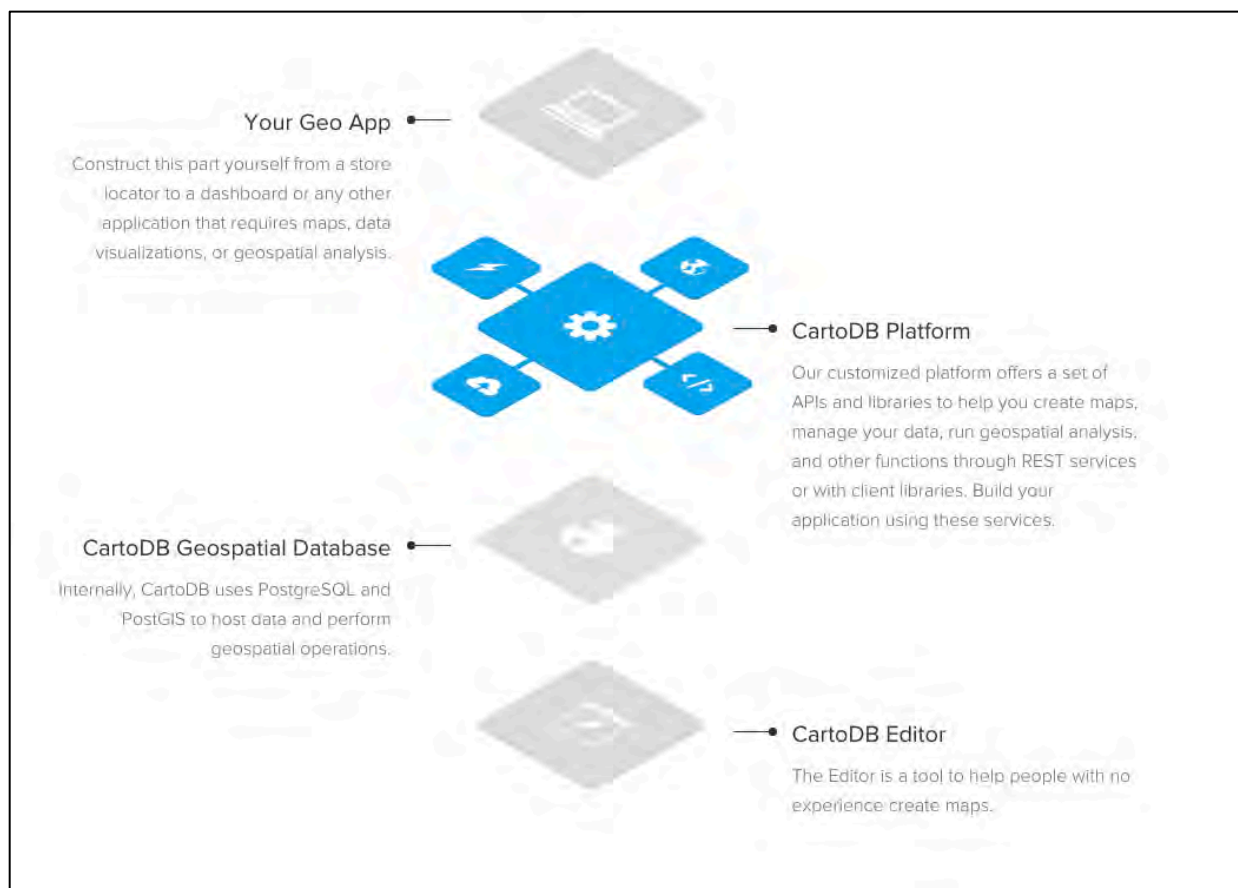 Your Geo App
Construct this part yourself from a store
locator to a dashboard or any other
application that requires maps, data
visualizations, or geospatial analysis.
</>
CartoDB Platform
Our customized platform offers a set of
APIs and libraries to help you create maps,
manage your data, run geospatial analysis,
and other functions through REST services
or with client libraries. Build your
application using these services.
CartoDB Geospatial Database
Internally, CartoDB uses PostgreSQL and
PostGIS to host data and perform
geospatial operations.
CartoDB Editor
The Editor is a tool to help people with no
experience create maps.